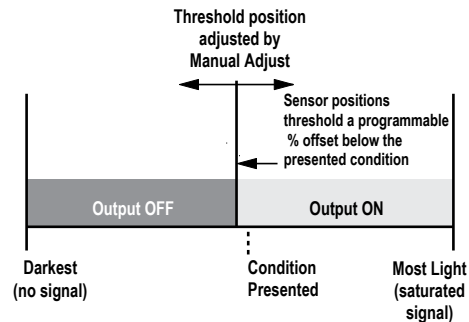 Threshold position
adjusted by
Manual Adjust
Sensor positions
threshold a programmable
% offset below the
presented condition
Output OFF
Output ON
Darkest
(no signal)
Condition
Presented
Most Light
(saturated
signal)